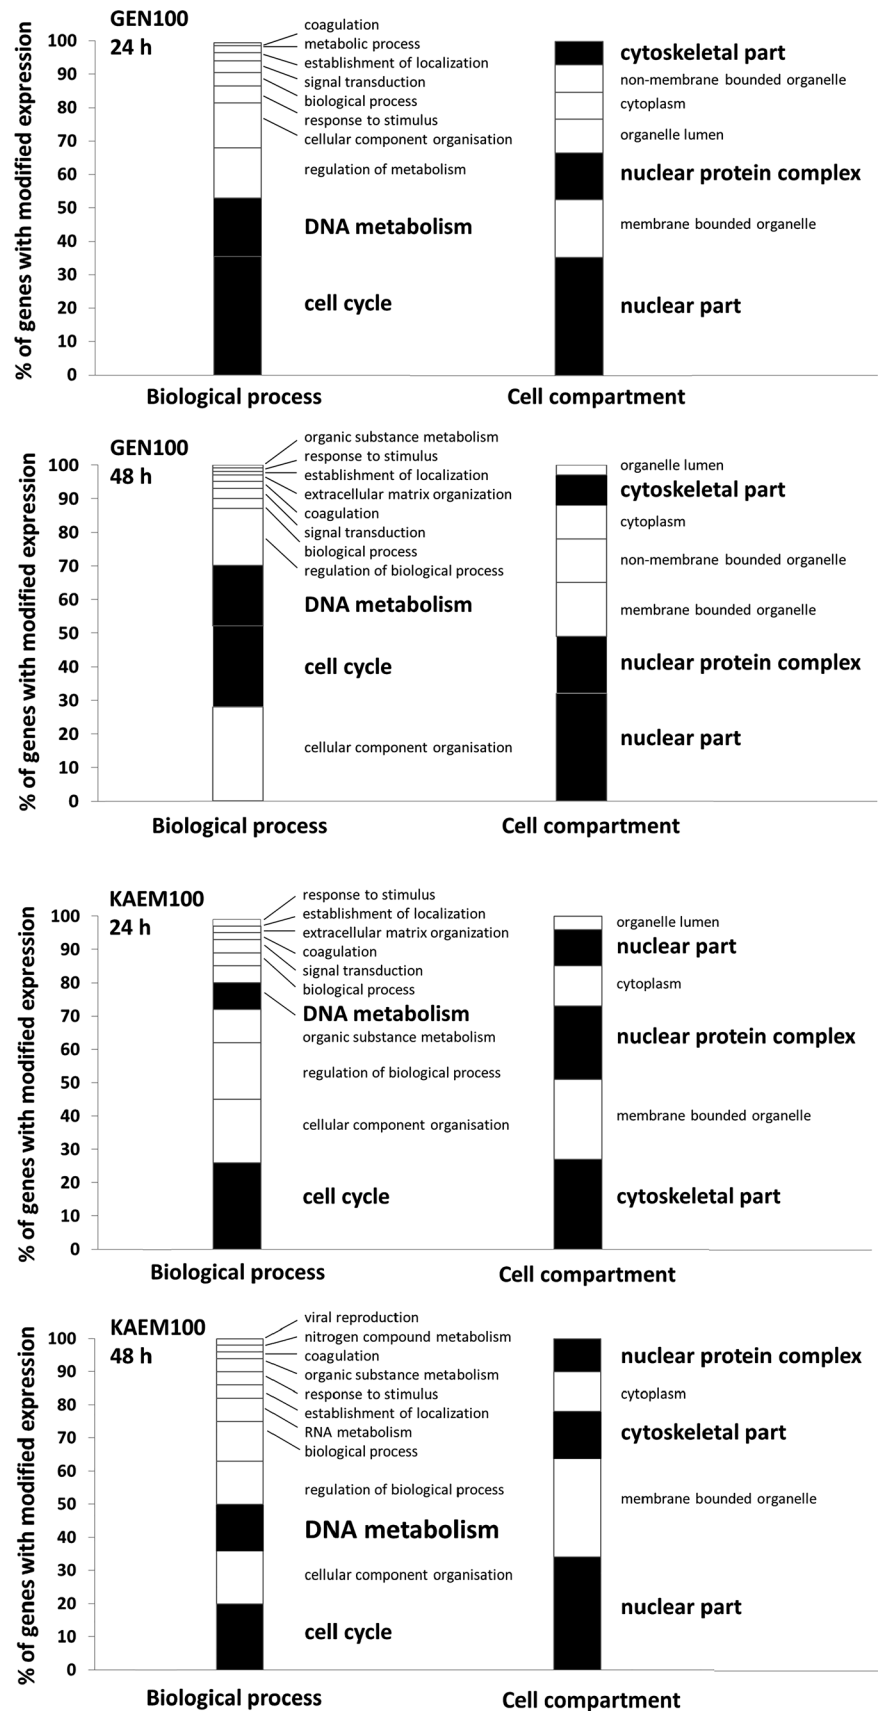 GEN100
24 h
% of genes with modified expression
100
90
80
70
60
50
40
30
20
10
0
coagulation
metabolic process
establishment of localization
signal transduction
biological process
response to stimulus
cellular component organisation
regulation of metabolism
DNA metabolism
cell cycle
cytoskeletal part
non-membrane bounded organelle
cytoplasm
organelle lumen
nuclear protein complex
membrane bounded organelle
nuclear part
Biological process
Cell compartment
GEN100
48 h
% of genes with modified expression
100
90
80
70
60
50
40
30
20
10
0
organic substance metabolism
response to stimulus
establishment of localization
extracellular matrix organization
coagulation
signal transduction
biological process
regulation of biological process
DNA metabolism
cell cycle
cellular component organisation
organelle lumen
cytoskeletal part
cytoplasm
non-membrane bounded organelle
membrane bounded organelle
nuclear protein complex
nuclear part
Biological process
Cell compartment
KAEM100
24 h
% of genes with modified expression
100
90
80
70
60
50
40
30
20
10
0
response to stimulus
establishment of localization
extracellular matrix organization
coagulation
signal transduction
biological process
DNA metabolism
organic substance metabolism
regulation of biological process
cellular component organisation
cell cycle
organelle lumen
nuclear part
cytoplasm
nuclear protein complex
membrane bounded organelle
cytoskeletal part
Biological process
Cell compartment
KAEM100
48 h
% of genes with modified expression
100
90
80
70
60
50
40
30
20
10
0
viral reproduction
nitrogen compound metabolism
coagulation
organic substance metabolism
response to stimulus
establishment of localization
RNA metabolism
biological process
regulation of biological process
DNA metabolism
cellular component organisation
cell cycle
nuclear protein complex
cytoplasm
cytoskeletal part
membrane bounded organelle
nuclear part
Biological process
Cell compartment